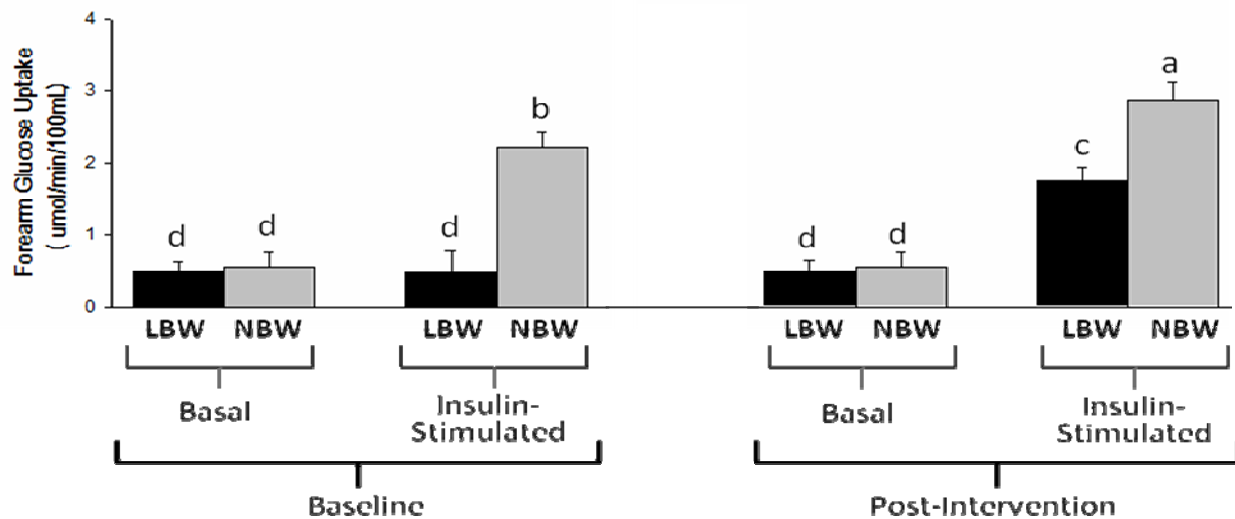 Forearm Glucose Uptake
( umol/min/100mL)
4
3
2
1
0
d
d
d
b
d
d
c
a
LBW NBW
LBW NBW
LBW NBW
LBW NBW
Basal
Insulin-
Stimulated
Basal
Insulin-
Stimulated
Baseline
Post-Intervention